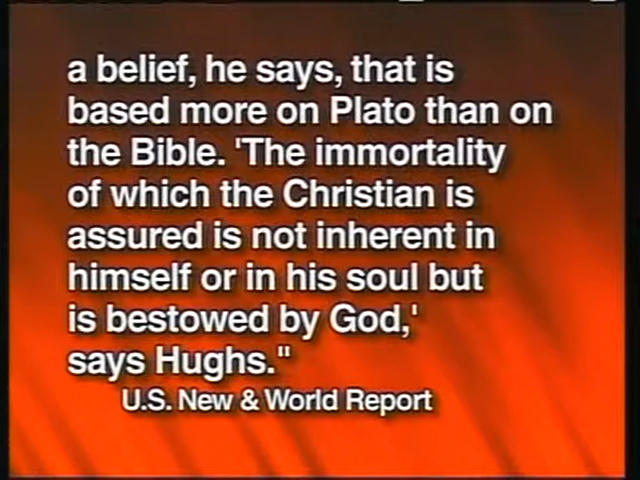 a belief, he says, that is
based more on Plato than on
the Bible. 'The immortality
of which the Christian is
assured is not inherent in
himself or in his soul but
is bestowed by God,'
says Hughs."
U.S. New & World Report